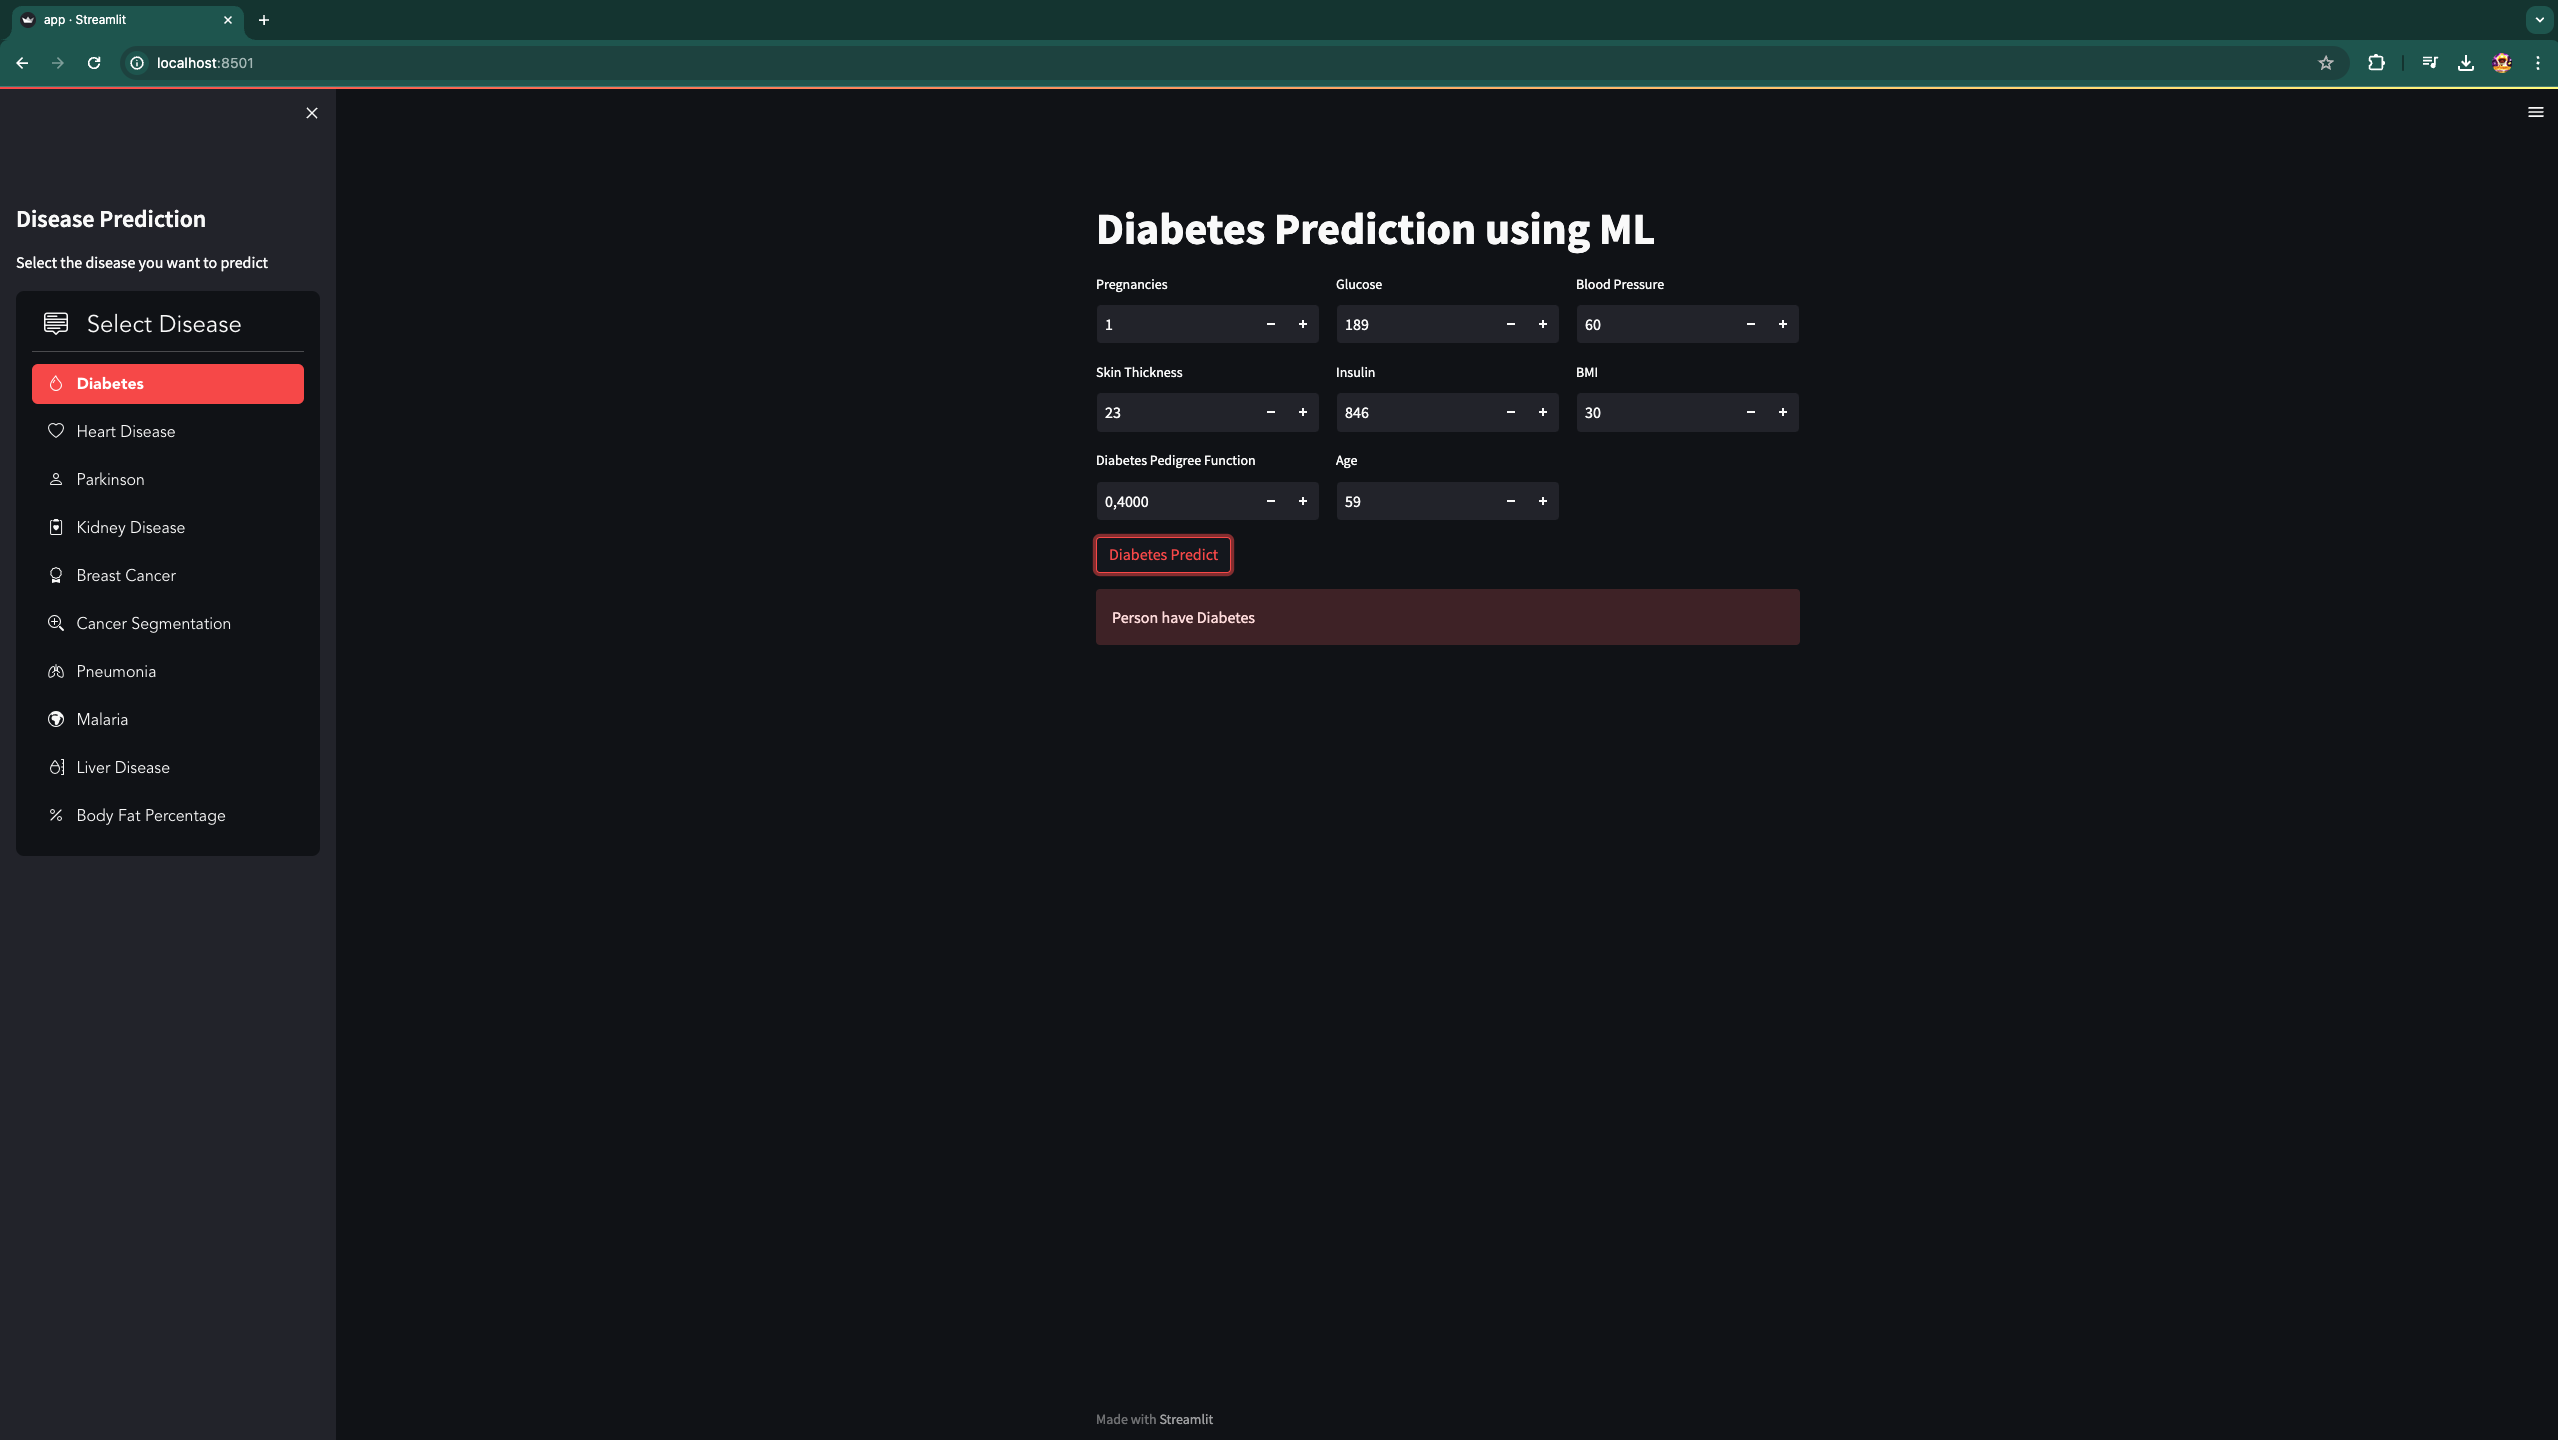 app · Streamlit
localhost:8501
Disease Prediction
Select the disease you want to predict
Select Disease
Diabetes
Heart Disease
Parkinson
Kidney Disease
Breast Cancer
Cancer Segmentation
Pneumonia
Malaria
Liver Disease
Body Fat Percentage
Diabetes Prediction using ML
Pregnancies Glucose Blood Pressure
1 189 60
Skin Thickness Insulin BMI
23 846 30
Diabetes Pedigree Function Age
0,4000 59
Diabetes Predict
Person have Diabetes
Made with Streamlit